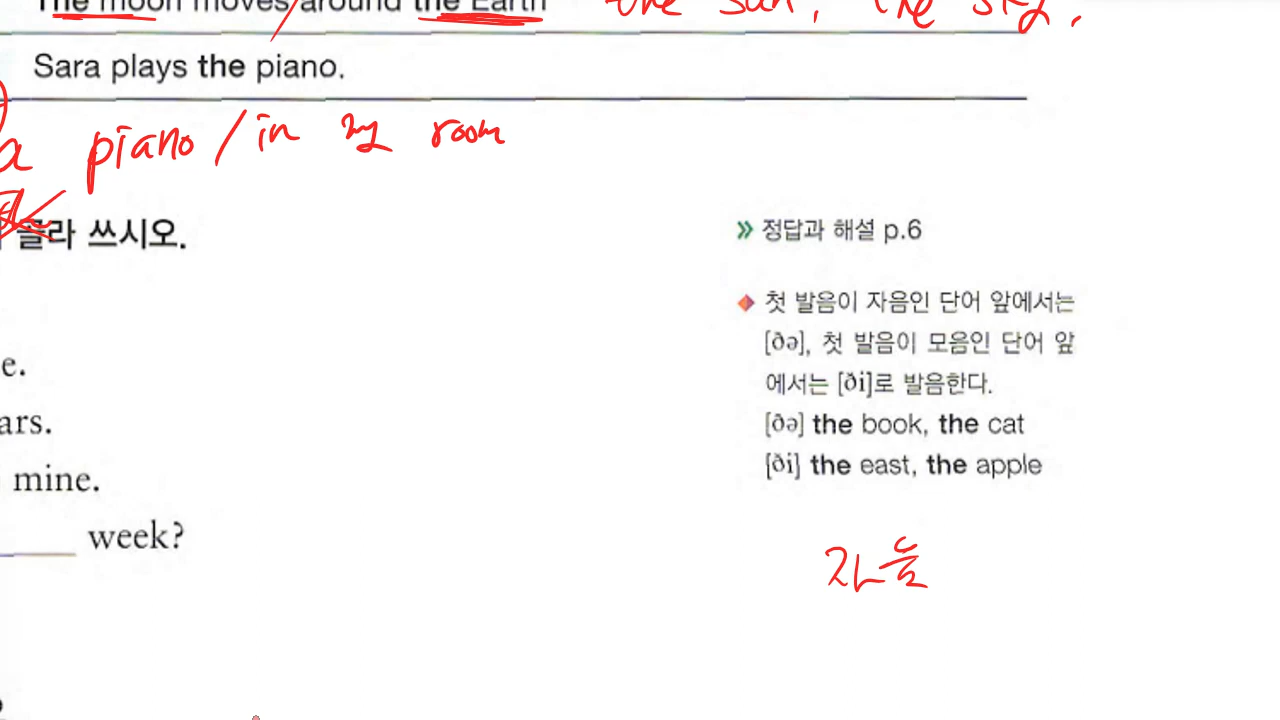 The moon moves/around the Earth the sun, the sky,
Sara plays the piano.
a piano / in my room
골라 쓰시오.
» 정답과 해설 p.6
첫 발음이 자음인 단어 앞에서는
[ðə], 첫 발음이 모음인 단어 앞
에서는 [ði]로 발음한다.
[ðə] the book, the cat
[ði] the east, the apple
e.
ars.
mine.
week?
자음